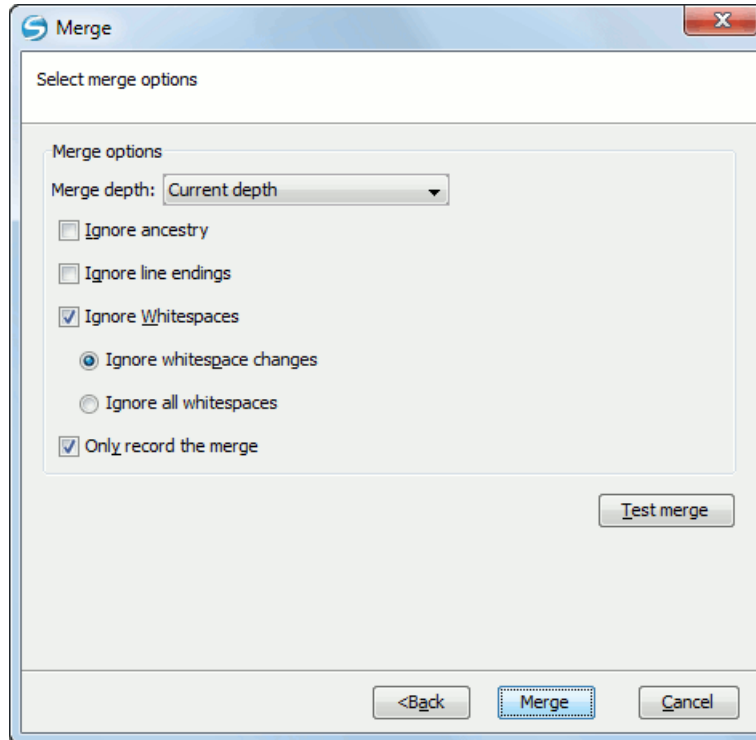 Merge
Select merge options
Merge options
Merge depth: Current depth
Ignore ancestry
Ignore line endings
Ignore Whitespaces
Ignore whitespace changes
Ignore all whitespaces
Only record the merge
Test merge
<Back Merge Cancel